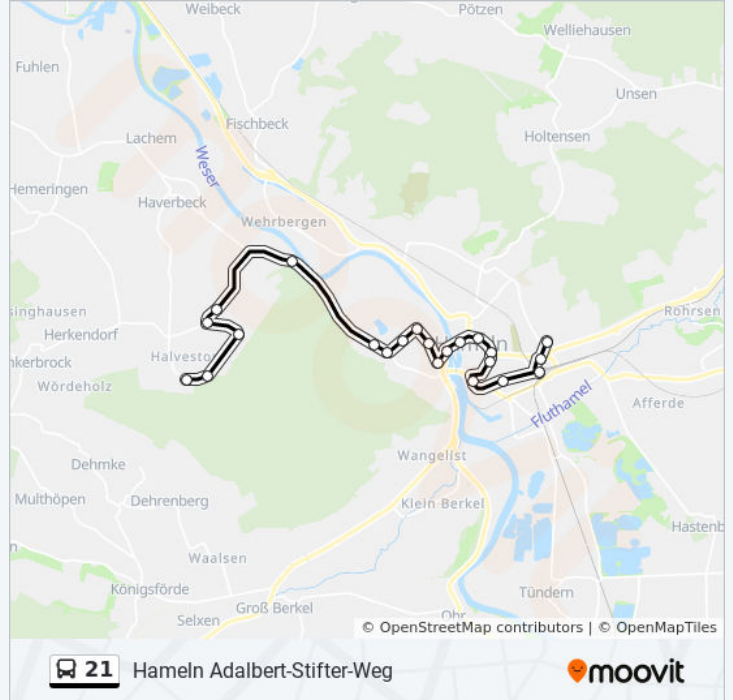 Weibeck
Pötzen
Welliehausen
Fuhlen
Unsen
Fischbeck
Holtensen
Lachem
Weser
Hemeringen
Haverbeck
Wehrbergen
singhausen
Rohrsen
Herkendorf
Hameln
Halvesto
nkerbrock
Wördeholz
Fluthamel
Afferde
Wangelist
Dehmke
Multhöpen
Dehrenberg
Klein Berkel
Hastenb
n
Waalsen
Königsförde
Tündern
Groß Berkel
Selxen
Ohr
© OpenStreetMap contributors | © OpenMapTiles
21 Hameln Adalbert-Stifter-Weg moovit